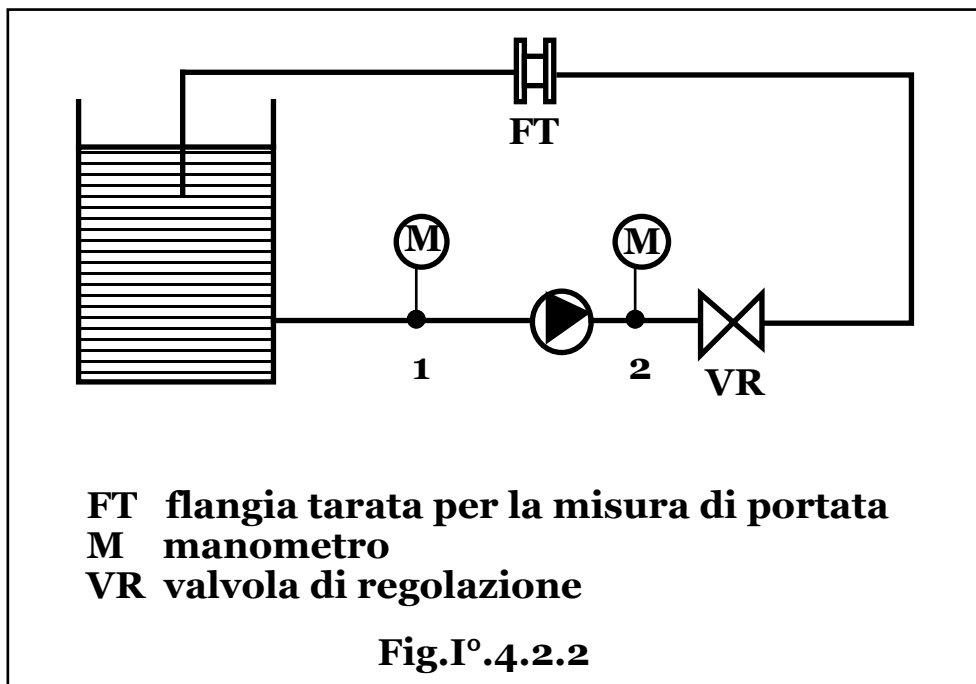 FT
M
M
1
2
VR
FT flangia tarata per la misura di portata
M manometro
VR valvola di regolazione
Fig.I°.4.2.2